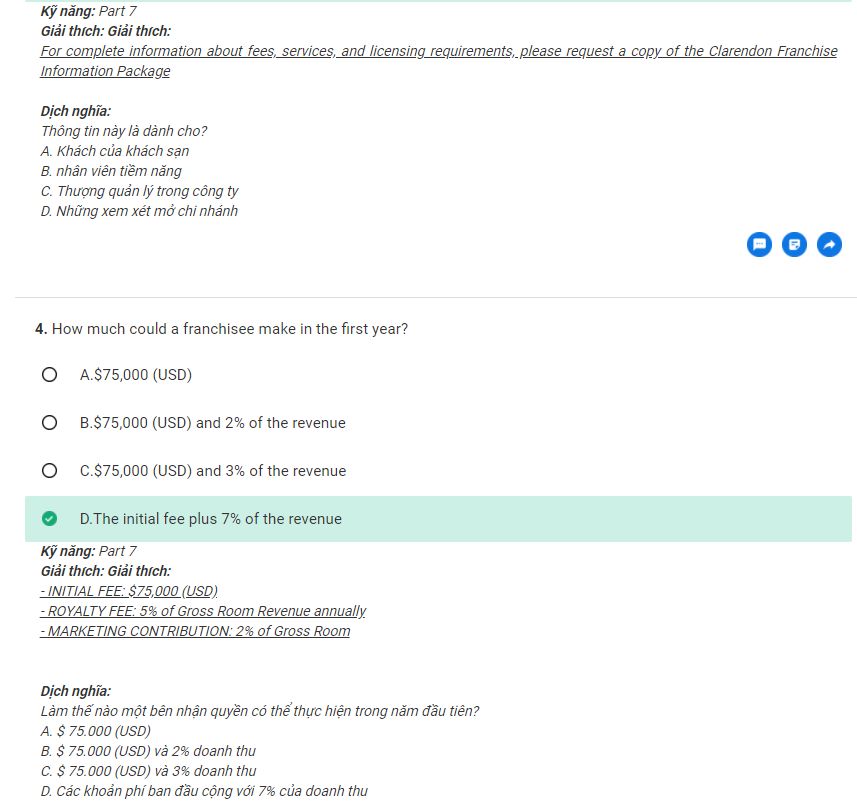 Kỹ năng: Part 7
Giải thích: Giải thích:
For complete information about fees, services, and licensing requirements, please request a copy of the Clarendon Franchise
Information Package
Dịch nghĩa:
Thông tin này là dành cho?
A. Khách của khách sạn
B. nhân viên tiềm năng
C. Thượng quản lý trong công ty
D. Những xem xét mở chi nhánh
4. How much could a franchisee make in the first year?
A.$75,000 (USD)
B.$75,000 (USD) and 2% of the revenue
C.$75,000 (USD) and 3% of the revenue
D.The initial fee plus 7% of the revenue
Kỹ năng: Part 7
Giải thích: Giải thích:
- INITIAL FEE: $75,000 (USD)
- ROYALTY FEE: 5% of Gross Room Revenue annually
- MARKETING CONTRIBUTION: 2% of Gross Room
Dịch nghĩa:
Làm thế nào một bên nhận quyền có thể thực hiện trong năm đầu tiên?
A. $ 75.000 (USD)
B. $ 75.000 (USD) và 2% doanh thu
C. $ 75.000 (USD) và 3% doanh thu
D. Các khoản phí ban đầu cộng với 7% của doanh thu